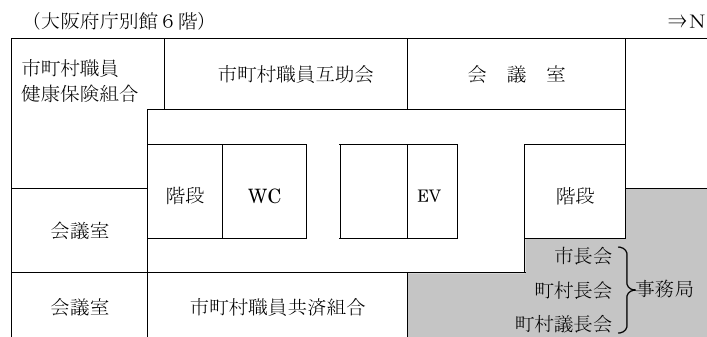 （大阪府庁別館６階）
⇒N
市町村職員
健康保険組合
市町村職員互助会
会　議　室
階段
WC
EV
階段
会議室
市長会
町村長会
事務局
町村議長会
会議室
市町村職員共済組合